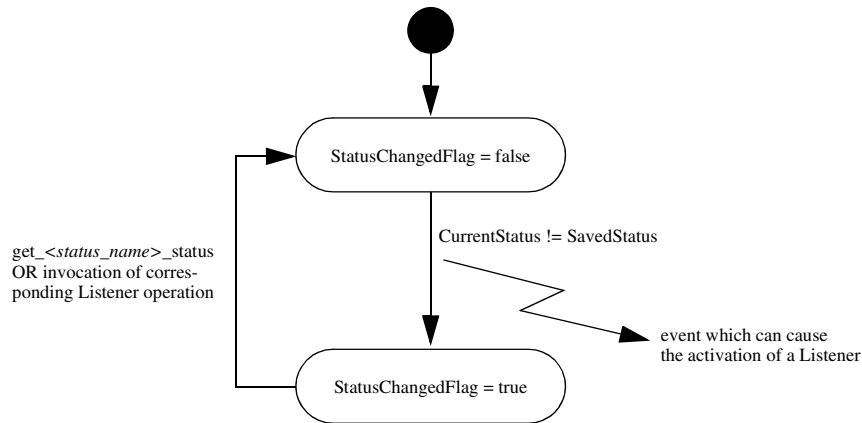 StatusChangedFlag = false
CurrentStatus != SavedStatus
get_<status_name>_status
OR invocation of corres-
ponding Listener operation
event which can cause
the activation of a Listener
StatusChangedFlag = true